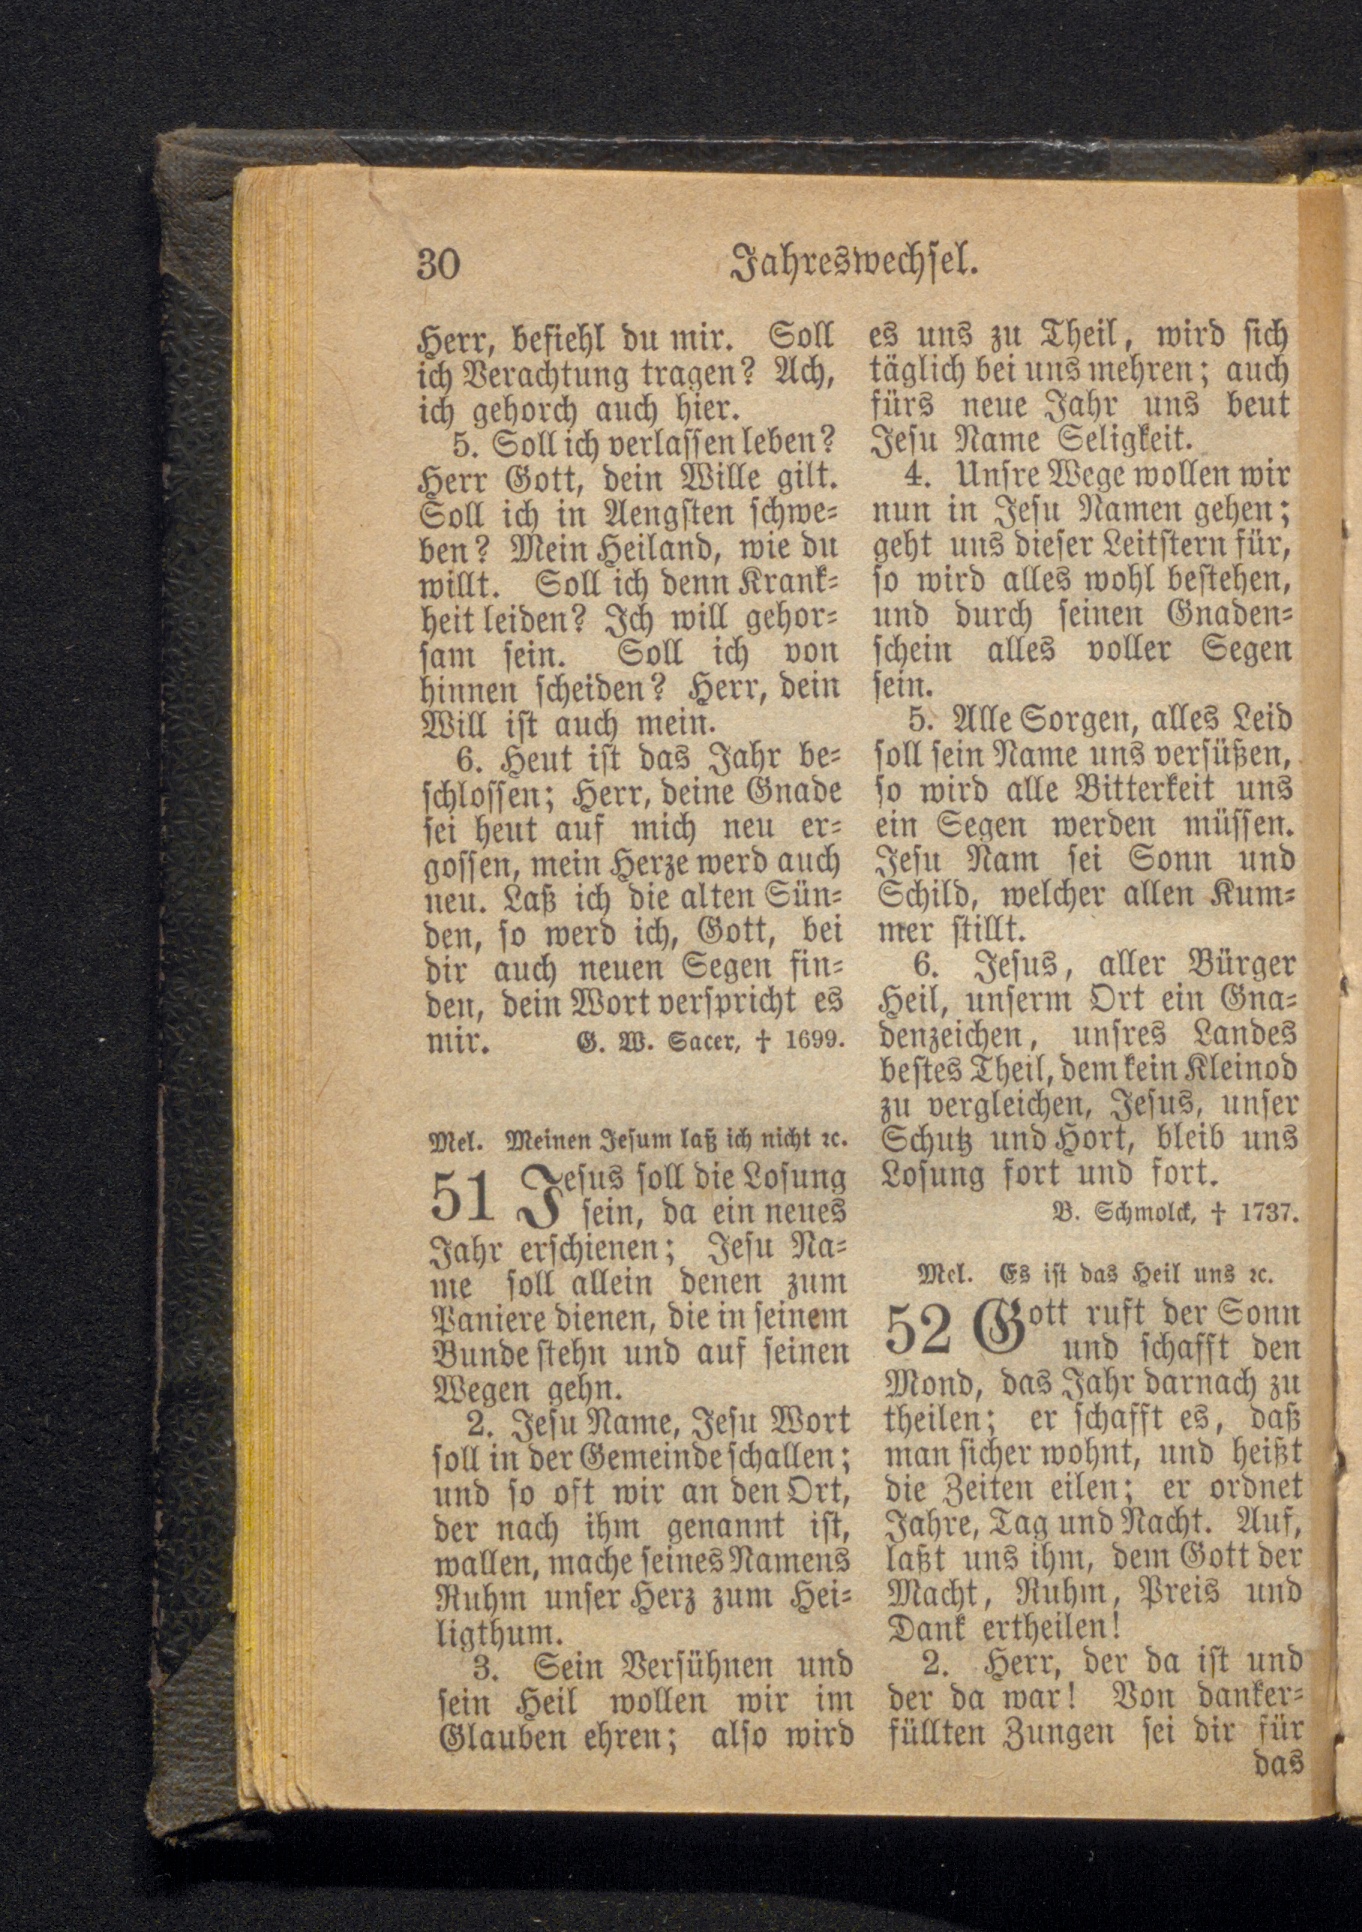 30 Jahreswechsel.
Herr, befiehl du mir. Soll
ich Verachtung tragen? Ach,
ich gehorch auch hier.
5. Soll ich verlassen leben?
Herr Gott, dein Wille gilt.
Soll ich in Aengsten schwe-
ben? Mein Heiland, wie du
willt. Soll ich denn Krank-
heit leiden? Ich will gehor-
sam sein. Soll ich von
hinnen scheiden? Herr, dein
Will ist auch mein.
6. Heut ist das Jahr be-
schlossen; Herr, deine Gnade
sei heut auf mich neu er-
gossen, mein Herze werd auch
neu. Laß ich die alten Sün-
den, so werd ich, Gott, bei
dir auch neuen Segen fin-
den, dein Wort verspricht es
mir. G. W. Sacer, † 1699.
Mel. Meinen Jesum laß ich nicht ꝛc.
51 Jesus soll die Losung
sein, da ein neues
Jahr erschienen; Jesu Na-
me soll allein denen zum
Paniere dienen, die in seinem
Bunde stehn und auf seinen
Wegen gehn.
2. Jesu Name, Jesu Wort
soll in der Gemeinde schallen;
und so oft wir an den Ort,
der nach ihm genannt ist,
wallen, mache seines Namens
Ruhm unser Herz zum Hei-
ligthum.
3. Sein Versühnen und
sein Heil wollen wir im
Glauben ehren; also wird
es uns zu Theil, wird sich
täglich bei uns mehren; auch
fürs neue Jahr uns beut
Jesu Name Seligkeit.
4. Unsre Wege wollen wir
nun in Jesu Namen gehen;
geht uns dieser Leitstern für,
so wird alles wohl bestehen,
und durch seinen Gnaden-
schein alles voller Segen
sein.
5. Alle Sorgen, alles Leid
soll sein Name uns versüßen,
so wird alle Bitterkeit uns
ein Segen werden müssen.
Jesu Nam sei Sonn und
Schild, welcher allen Kum-
mer stillt.
6. Jesus, aller Bürger
Heil, unserm Ort ein Gna-
denzeichen, unsres Landes
bestes Theil, dem kein Kleinod
zu vergleichen, Jesus, unser
Schutz und Hort, bleib uns
Losung fort und fort.
B. Schmolck, † 1737.
Mel. Es ist das Heil uns ꝛc.
52 Gott ruft der Sonn
und schafft den
Mond, das Jahr darnach zu
theilen; er schafft es, daß
man sicher wohnt, und heißt
die Zeiten eilen; er ordnet
Jahre, Tag und Nacht. Auf,
laßt uns ihm, dem Gott der
Macht, Ruhm, Preis und
Dank ertheilen!
2. Herr, der da ist und
der da war! Von danker-
füllten Zungen sei dir für
das